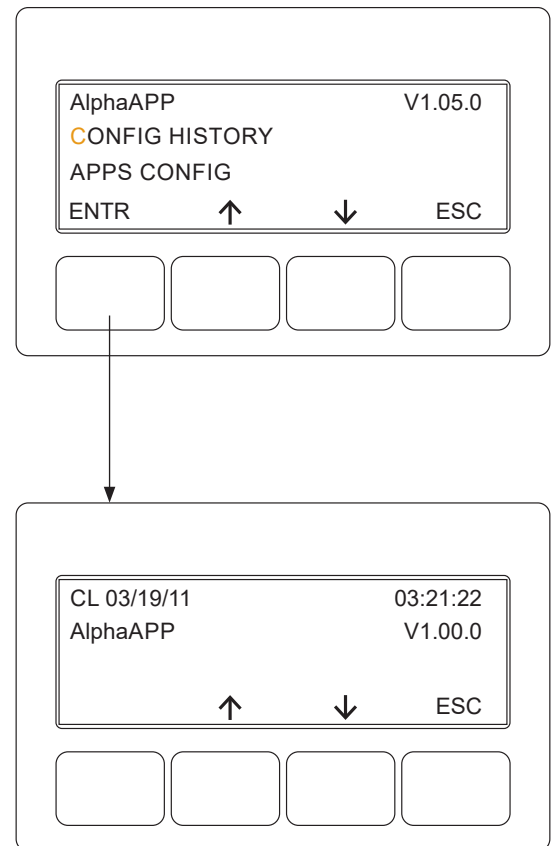 AlphaAPP V1.05.0
CONFIG HISTORY
APPS CONFIG
ENTR ↑ ↓ ESC
CL 03/19/11 03:21:22
AlphaAPP V1.00.0
↑ ↓ ESC